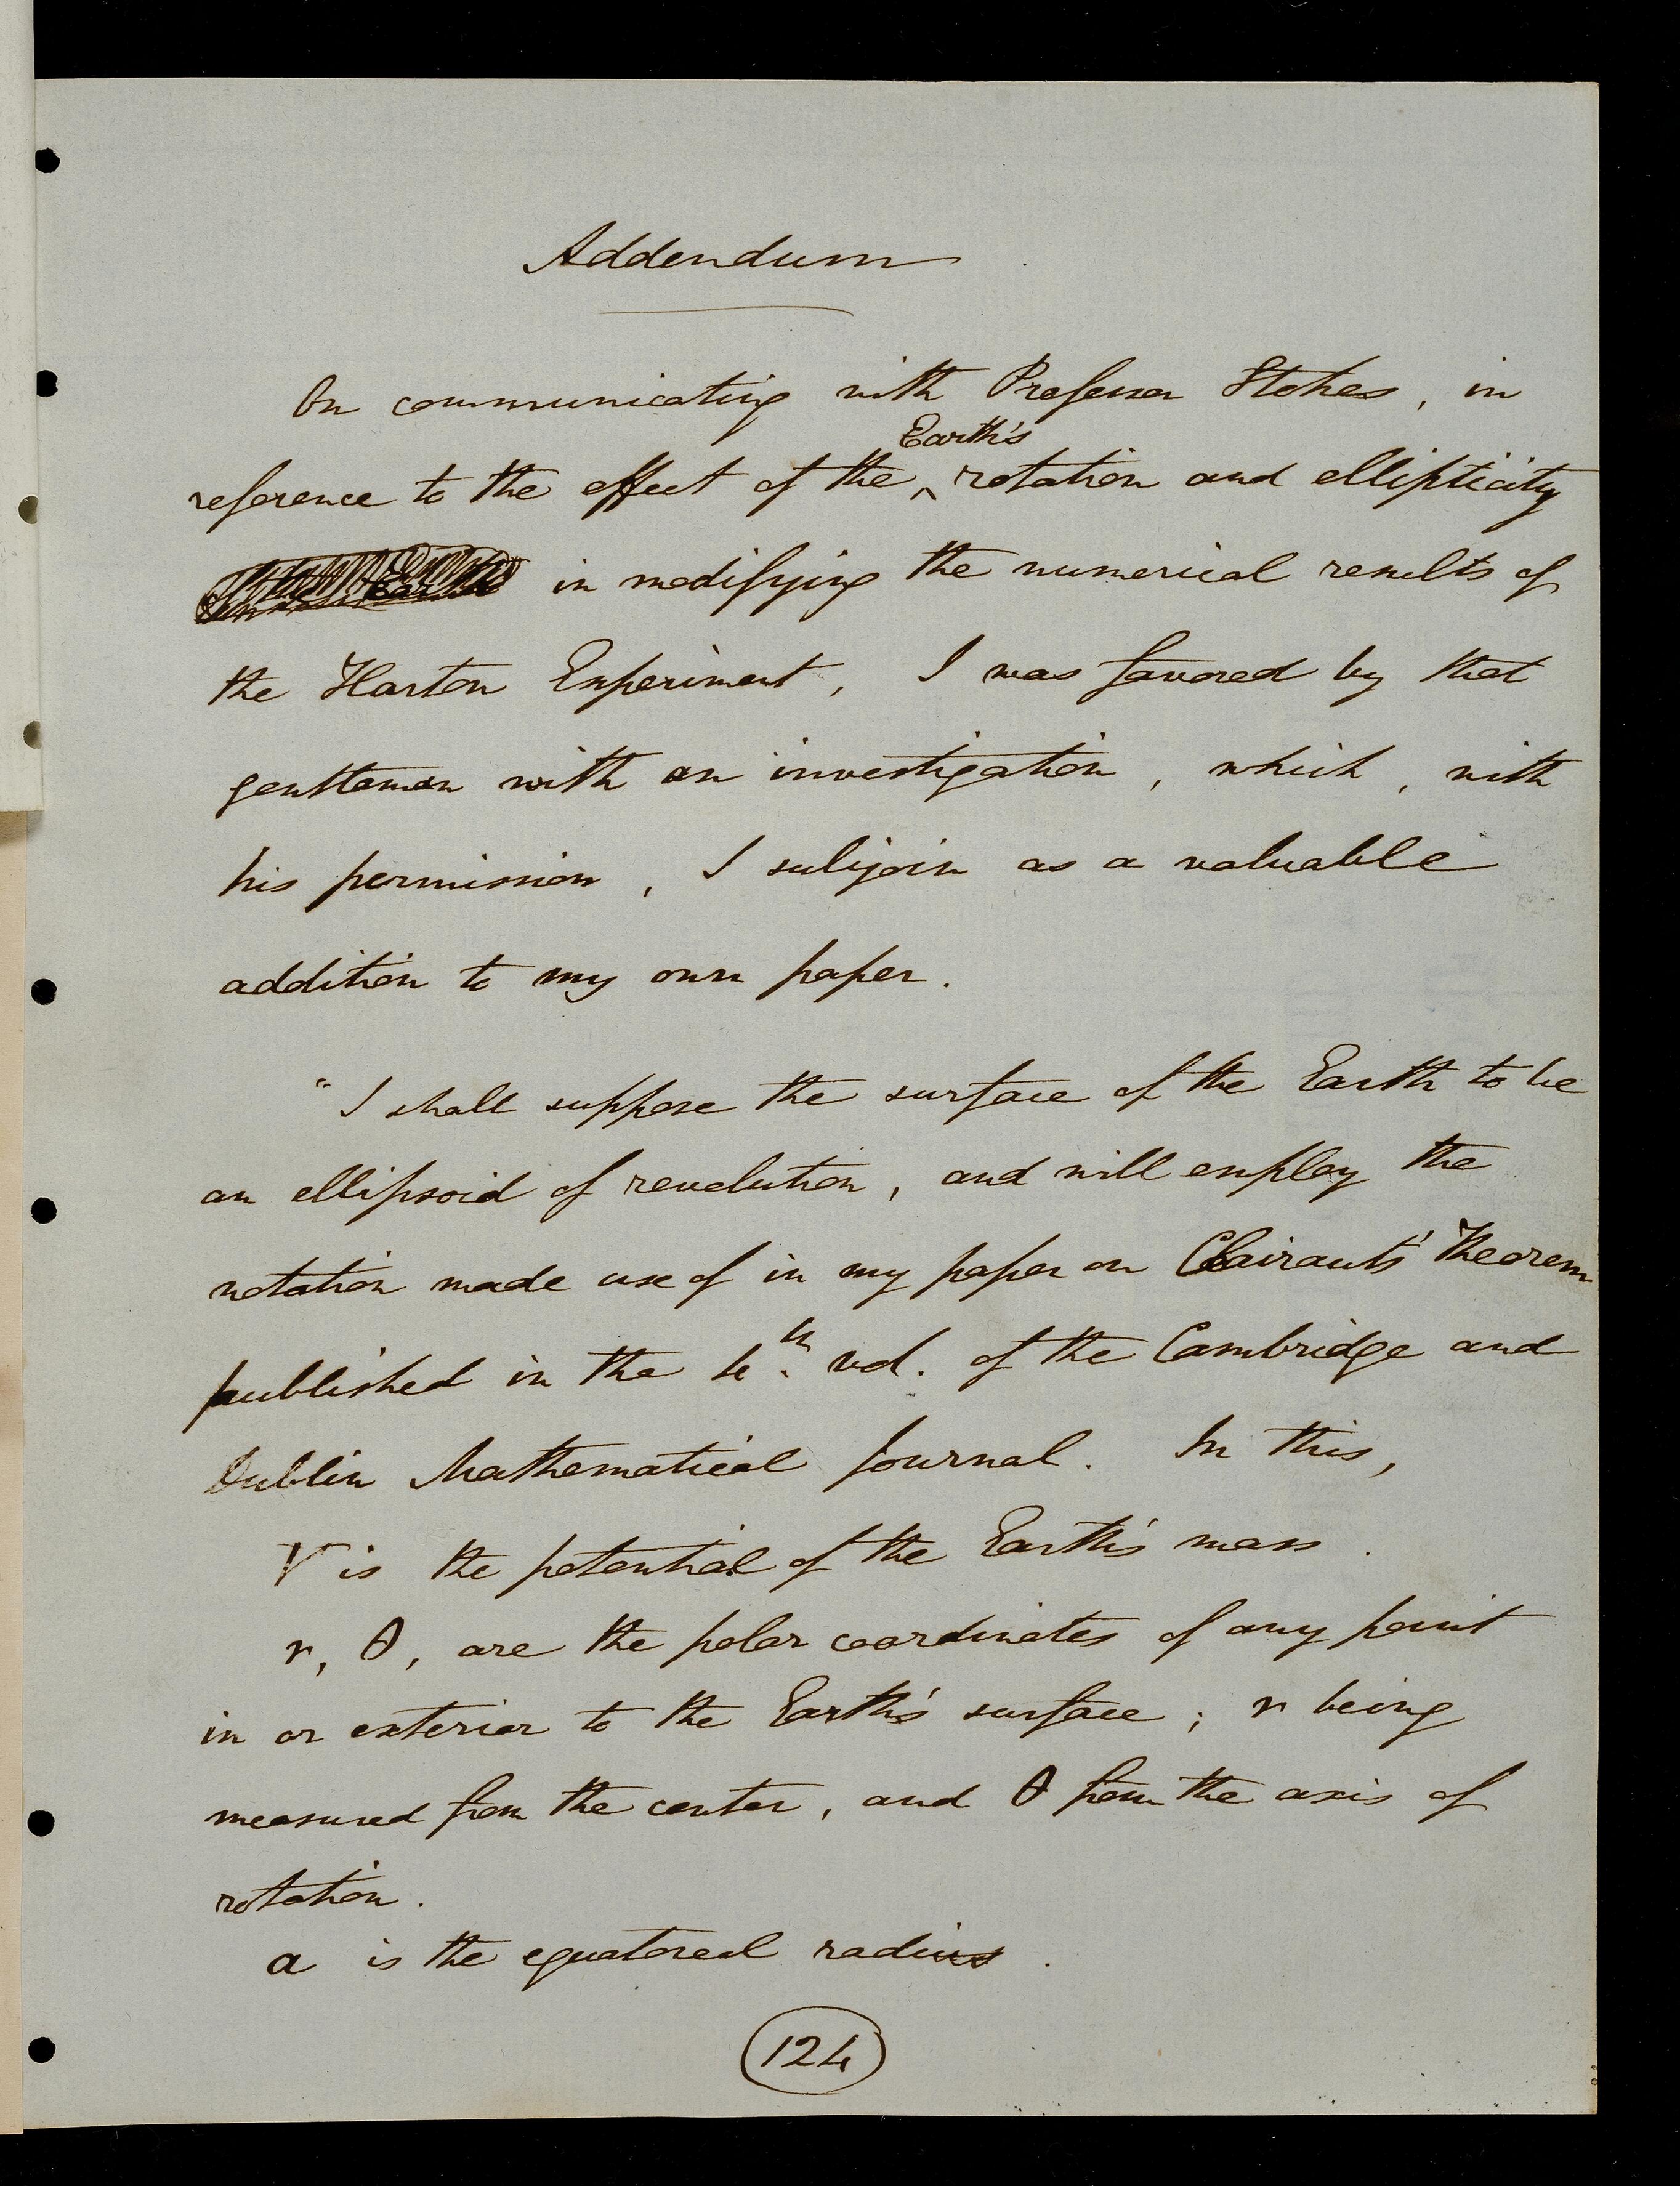 Addendum
On communicating with Professor Stokes, in
Earth's
reference to the effect of the ‸ rotation and ellipticity
in modifying the numerical results of
the Harton Experiment, I was favored by that
gentleman with an investigation, which, with
his permission, I subjoin as a valuable
addition to my own paper.
"I shall suppose the surface of the Earth to be
an ellipsoid of revolution, and will employ the
notation made use of in my paper on Clairaut's Theorem
published in the 4th. vol. of the Cambridge and
Dublin Mathematical Journal. In this,
V is the potential of the Earth's mass.
r, θ, are the polar coordinates of any point
in or exterior to the Earth's surface; r being
measured from the center, and θ from the axis of
rotation.
a is the equatoreal radius.
124